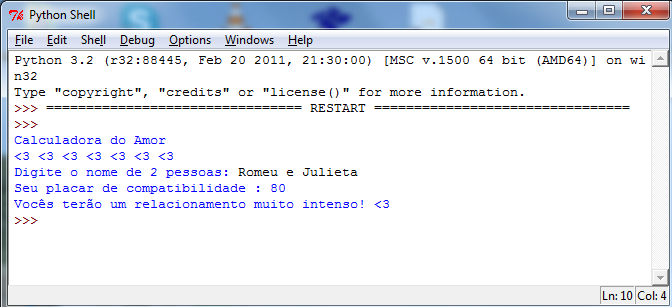 Python Shell
File Edit Shell Debug Options Windows Help
Python 3.2 (r32:88445, Feb 20 2011, 21:30:00) [MSC v.1500 64 bit (AMD64)] on wi
n32
Type "copyright", "credits" or "license()" for more information.
>>> ================================ RESTART ================================
>>>
Calculadora do Amor
<3 <3 <3 <3 <3 <3 <3
Digite o nome de 2 pessoas: Romeu e Julieta
Seu placar de compatibilidade : 80
Vocês terão um relacionamento muito intenso! <3
>>>
Ln: 10 Col: 4